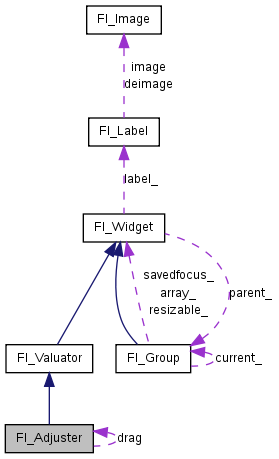 Fl_Image
image
deimage
Fl_Label
label_
Fl_Widget
savedfocus_
array_
resizable_
parent_
Fl_Valuator
Fl_Group
current_
Fl_Adjuster
drag